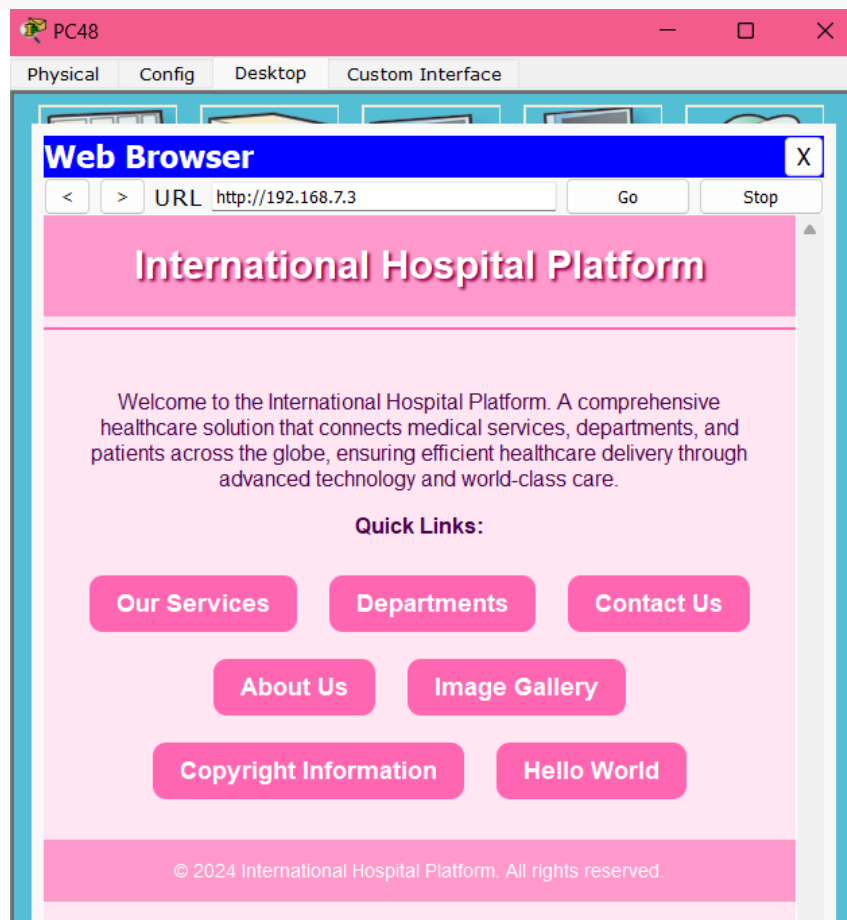 PC48
Physical Config Desktop Custom Interface
Web Browser X
< > URL http://192.168.7.3 Go Stop
International Hospital Platform
Welcome to the International Hospital Platform. A comprehensive
healthcare solution that connects medical services, departments, and
patients across the globe, ensuring efficient healthcare delivery through
advanced technology and world-class care.
Quick Links:
Our Services Departments Contact Us
About Us Image Gallery
Copyright Information Hello World
© 2024 International Hospital Platform. All rights reserved.